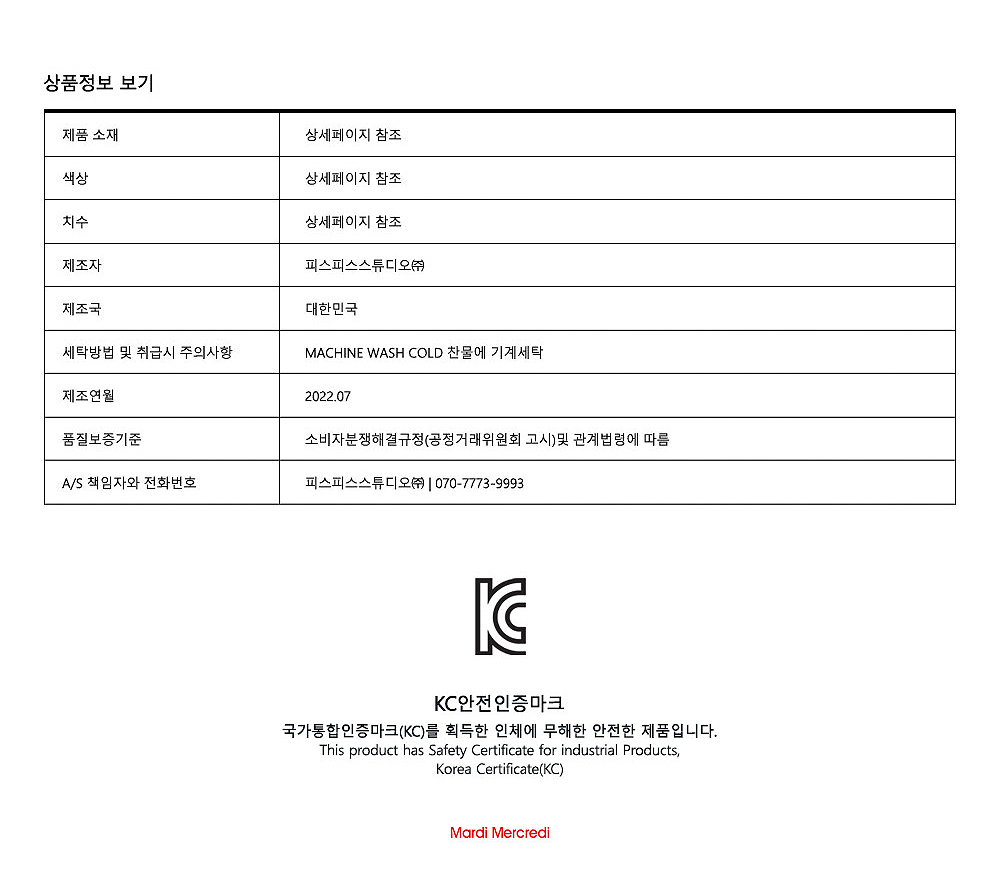 상품정보 보기
제품 소재 상세페이지 참조
색상 상세페이지 참조
치수 상세페이지 참조
제조자 피스피스스튜디오㈜
제조국 대한민국
세탁방법 및 취급시 주의사항 MACHINE WASH COLD 찬물에 기계세탁
제조연월 2022.07
품질보증기준 소비자분쟁해결규정(공정거래위원회 고시)및 관계법령에 따름
A/S 책임자와 전화번호 피스피스스튜디오㈜ | 070-7773-9993
KC
KC안전인증마크
국가통합인증마크(KC)를 획득한 인체에 무해한 안전한 제품입니다.
This product has Safety Certificate for industrial Products,
Korea Certificate(KC)
Mardi Mercredi